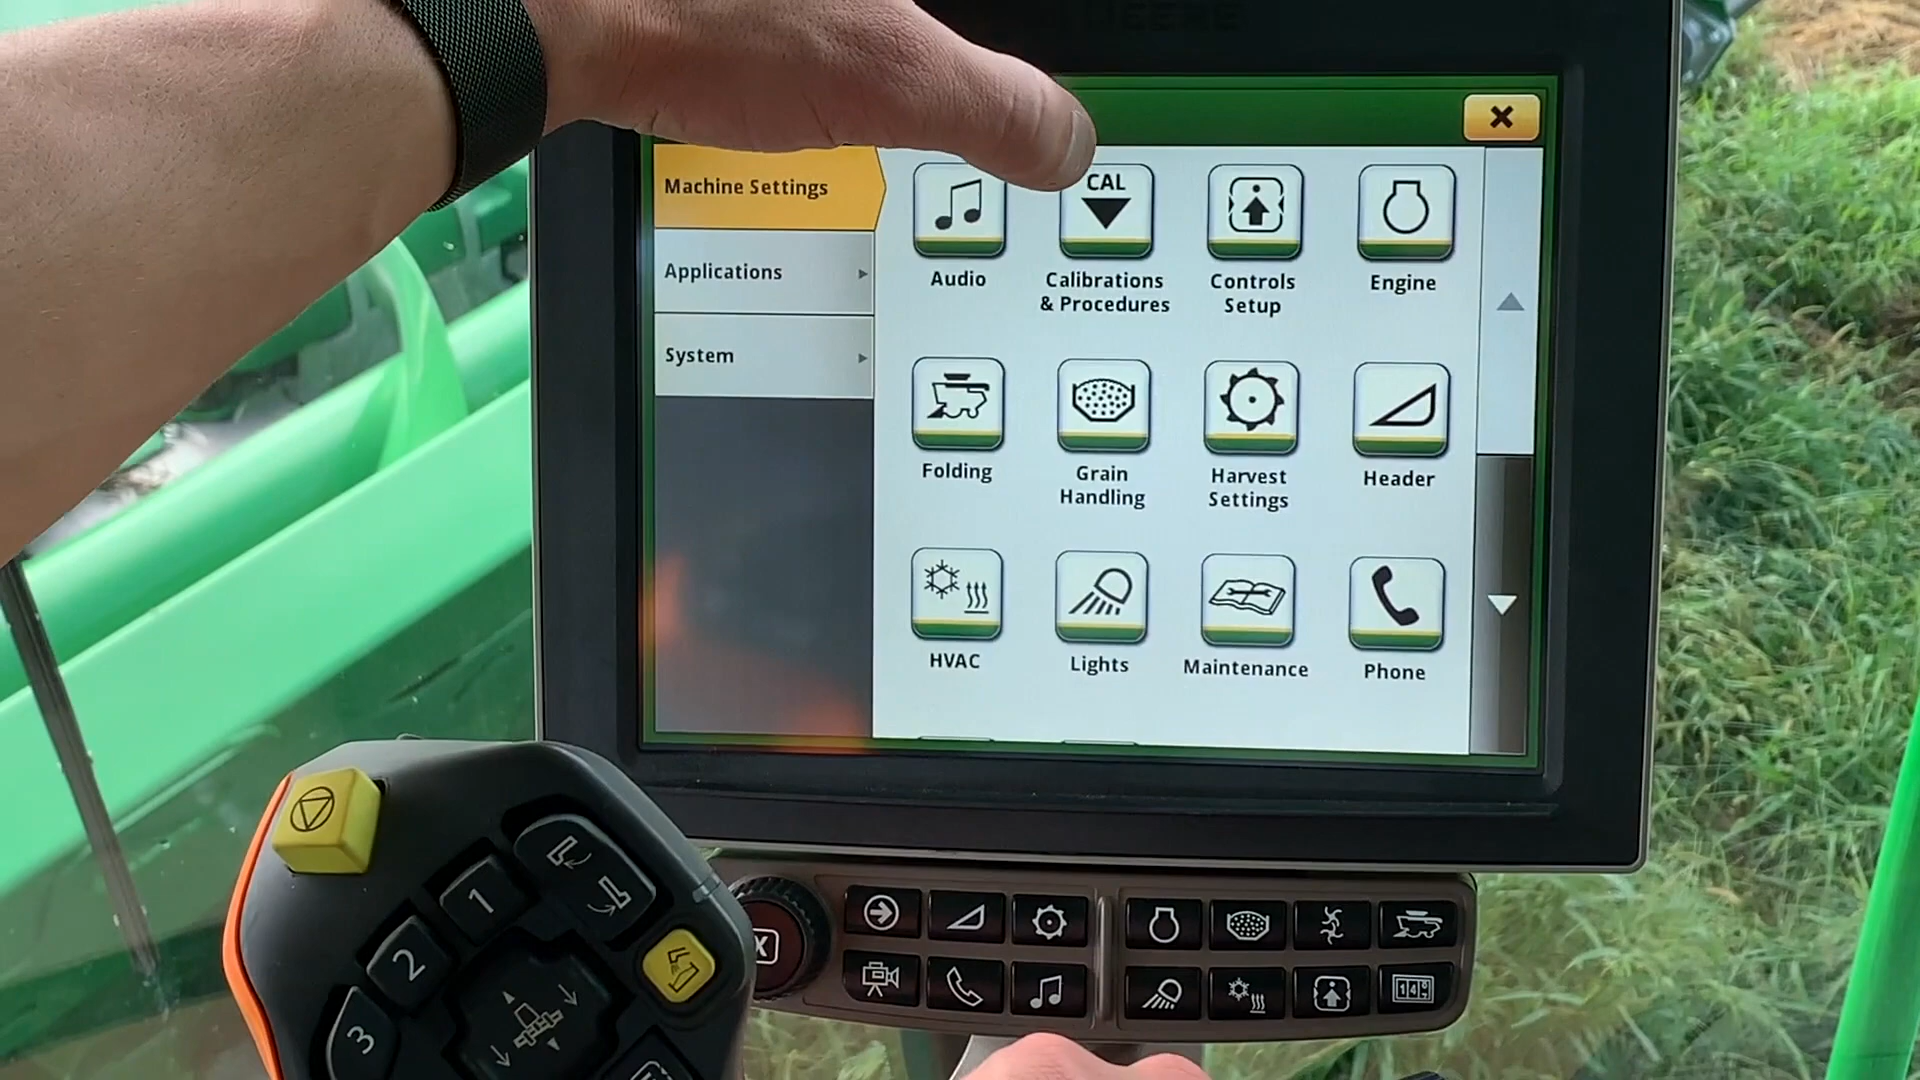 DEERE
Machine Settings
Applications
System
CAL
Audio
Calibrations
& Procedures
Controls
Setup
Engine
Folding
Grain
Handling
Harvest
Settings
Header
HVAC
Lights
Maintenance
Phone
1
2
3
X